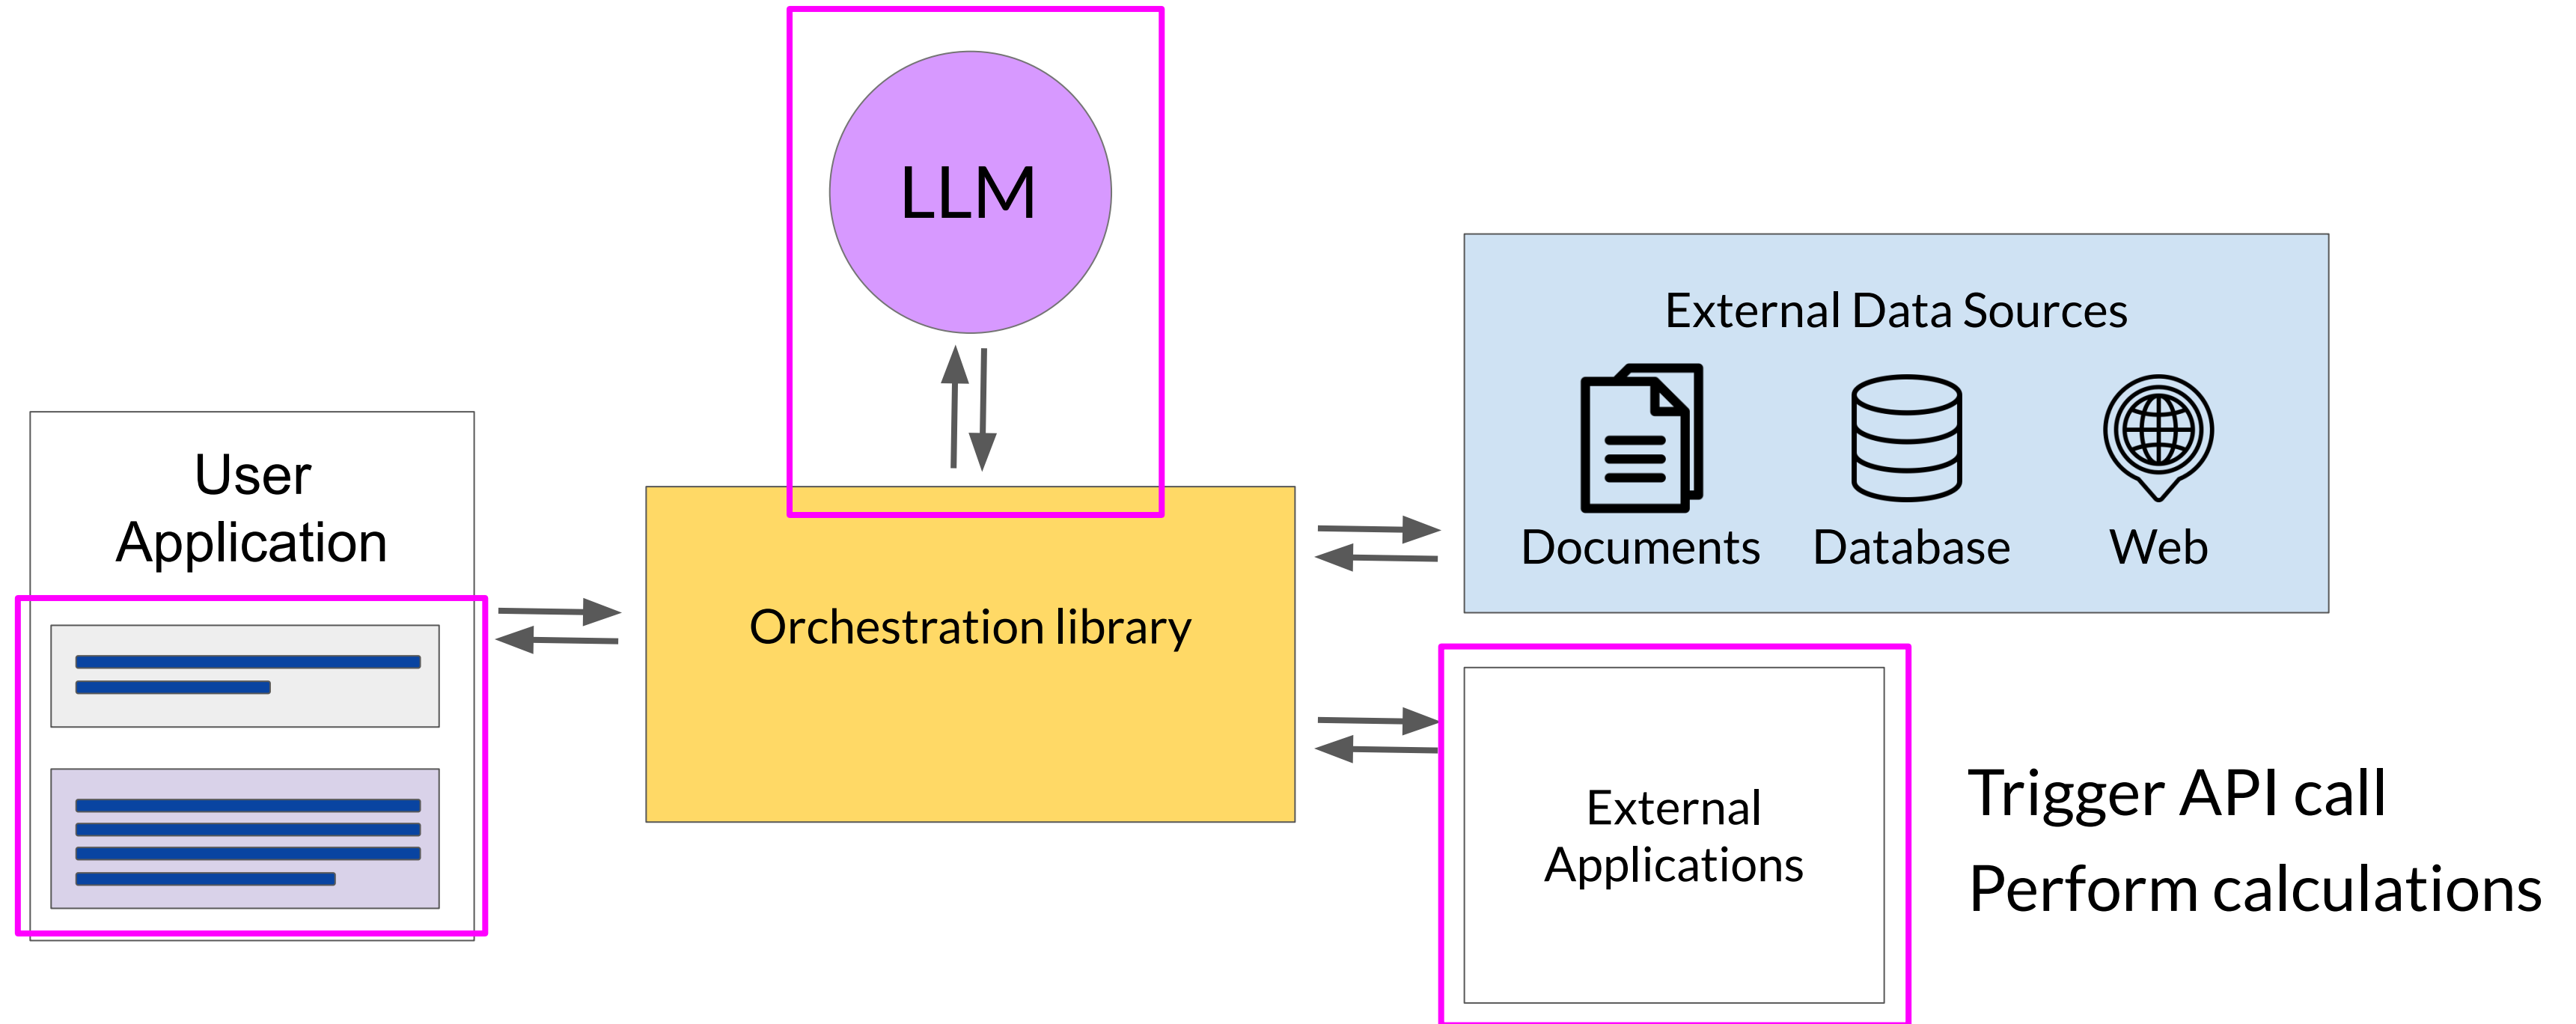 LLM
User
Application
Orchestration library
External Data Sources
Documents
Database
Web
External
Applications
Trigger API call
Perform calculations